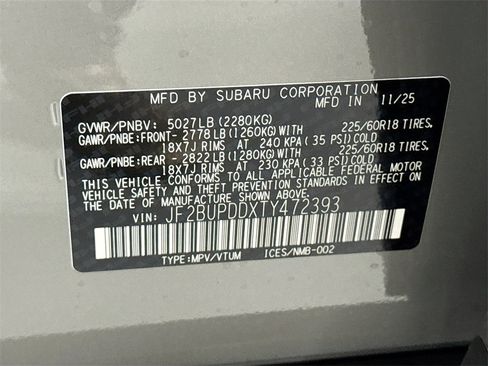 MFD BY SUBARU CORPORATION
MFD IN 11/25
GVWR/PNBV: 5027LB(2280KG)
GAWR/PNBE:FRONT- 2778LB(1260KG)WITH 225/60R18 TIRES.
18X7J RIMS AT 240 KPA( 35 PSI)COLD
GAWR/PNBE:REAR - 2822LB(1280KG)WITH 225/60R18 TIRES.
18X7J RIMS AT 230 KPA( 33 PSI)COLD
THIS VEHICLE CONFORMS TO ALL APPLICABLE FEDERAL MOTOR
VEHICLE SAFETY AND THEFT PREVENTION STANDARDS IN EFFECT
ON THE DATE OF MANUFACTURE SHOWN ABOVE.
VIN: JF2BUPDDXTY472393
TYPE:MPV/VTUM ICES/NMB-002